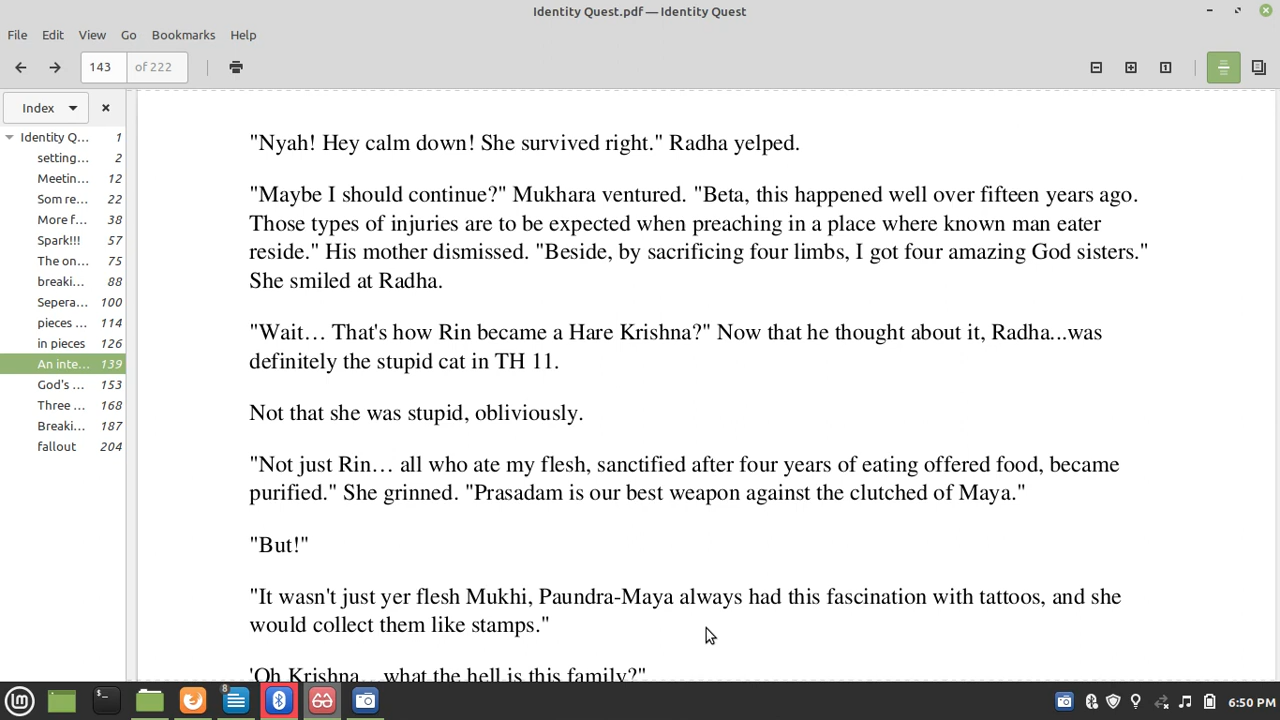 Identity Quest.pdf — Identity Quest
File Edit View Go Bookmarks Help
143 of 222
Index
Identity Q... 1
setting... 2
Meetin... 12
Som re... 22
More f... 38
Spark!!! 57
The on... 75
breaki... 88
Sepera... 100
pieces ... 114
in pieces 126
An inte... 139
God's ... 153
Three ... 168
Breaki... 187
fallout 204
"Nyah! Hey calm down! She survived right." Radha yelped.
"Maybe I should continue?" Mukhara ventured. "Beta, this happened well over fifteen years ago.
Those types of injuries are to be expected when preaching in a place where known man eater
reside." His mother dismissed. "Beside, by sacrificing four limbs, I got four amazing God sisters."
She smiled at Radha.
"Wait… That's how Rin became a Hare Krishna?" Now that he thought about it, Radha...was
definitely the stupid cat in TH 11.
Not that she was stupid, obliviously.
"Not just Rin… all who ate my flesh, sanctified after four years of eating offered food, became
purified." She grinned. "Prasadam is our best weapon against the clutched of Maya."
"But!"
"It wasn't just yer flesh Mukhi, Paundra-Maya always had this fascination with tattoos, and she
would collect them like stamps."
'Oh Krishna... what the hell is this family?"
8
6:50 PM